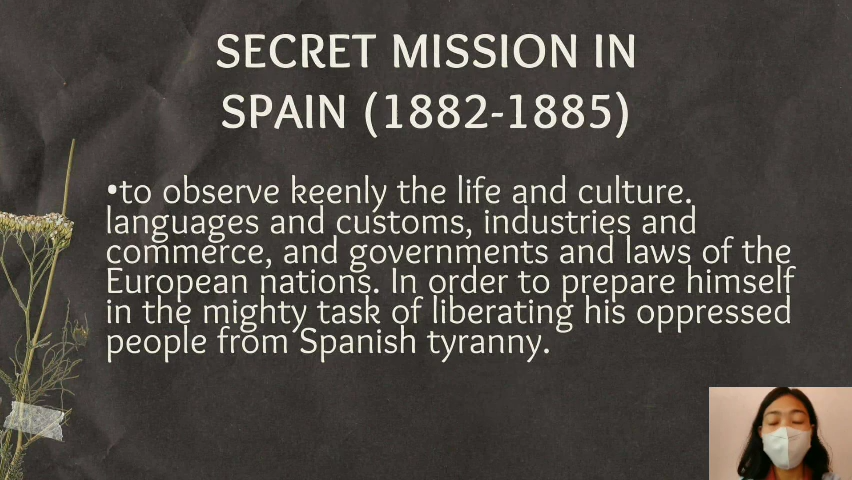 SECRET MISSION IN
SPAIN (1882-1885)
•to observe keenly the life and culture.
languages and customs, industries and
commerce, and governments and laws of the
European nations. In order to prepare himself
in the mighty task of liberating his oppressed
people from Spanish tyranny.